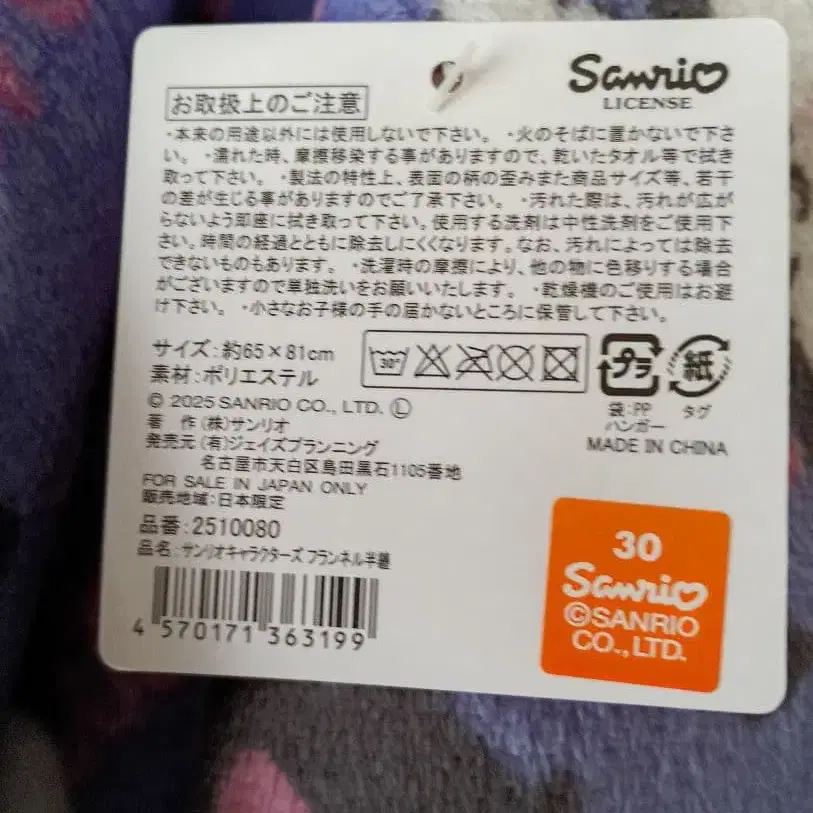 Sanrio
LICENSE
お取扱上のご注意
・本来の用途以外には使用しないで下さい。 ・火のそばに置かないで下さ
い。 ・濡れた時、摩擦移染する事がありますので、乾いたタオル等で拭き
取って下さい。 ・製法の特性上、表面の柄の歪みまた商品サイズ等、若干
の差が生じる事がありますのでご了承下さい。 ・汚れた際は、汚れが広が
らないよう即座に拭き取って下さい。使用する洗剤は中性洗剤をご使用下
さい。時間の経過とともに除去しにくくなります。なお、汚れによっては除去
できないものもあります。 ・洗濯時の摩擦により、他の物に色移りする場合
がございますので単独洗いをお願いいたします。 ・乾燥機のご使用はお避
け下さい。 ・小さなお子様の手の届かないところに保管して下さい。
サイズ：約65×81cm
素材：ポリエステル
30°
プラ
紙
袋：PP
ハンガー
タグ
© 2025 SANRIO CO., LTD. Ⓛ
著 作 (株)サンリオ
発売元 (有)ジェイズプランニング
名古屋市天白区島田黒石1105番地
MADE IN CHINA
FOR SALE IN JAPAN ONLY
販売地域：日本限定
品番：2510080
品名：サンリオキャラクターズ フランネル半纏
4 570171 363199
30
Sanrio
©SANRIO
CO.,LTD.